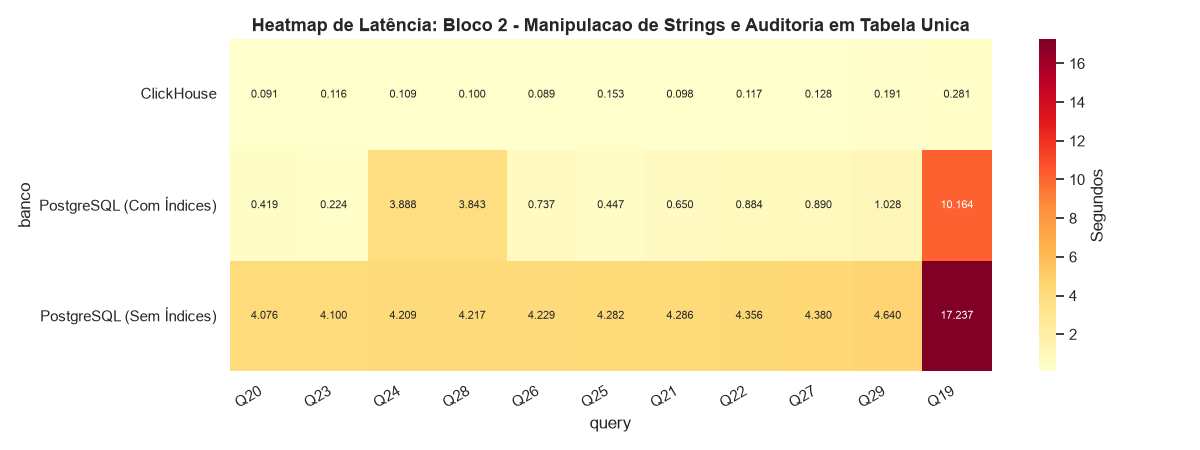 Heatmap de Latência: Bloco 2 - Manipulacao de Strings e Auditoria em Tabela Unica
banco
ClickHouse 0.091 0.116 0.109 0.100 0.089 0.153 0.098 0.117 0.128 0.191 0.281
PostgreSQL (Com Índices) 0.419 0.224 3.888 3.843 0.737 0.447 0.650 0.884 0.890 1.028 10.164
PostgreSQL (Sem Índices) 4.076 4.100 4.209 4.217 4.229 4.282 4.286 4.356 4.380 4.640 17.237
Q20 Q23 Q24 Q28 Q26 Q25 Q21 Q22 Q27 Q29 Q19
query
16
14
12
10
8
6
4
2
Segundos